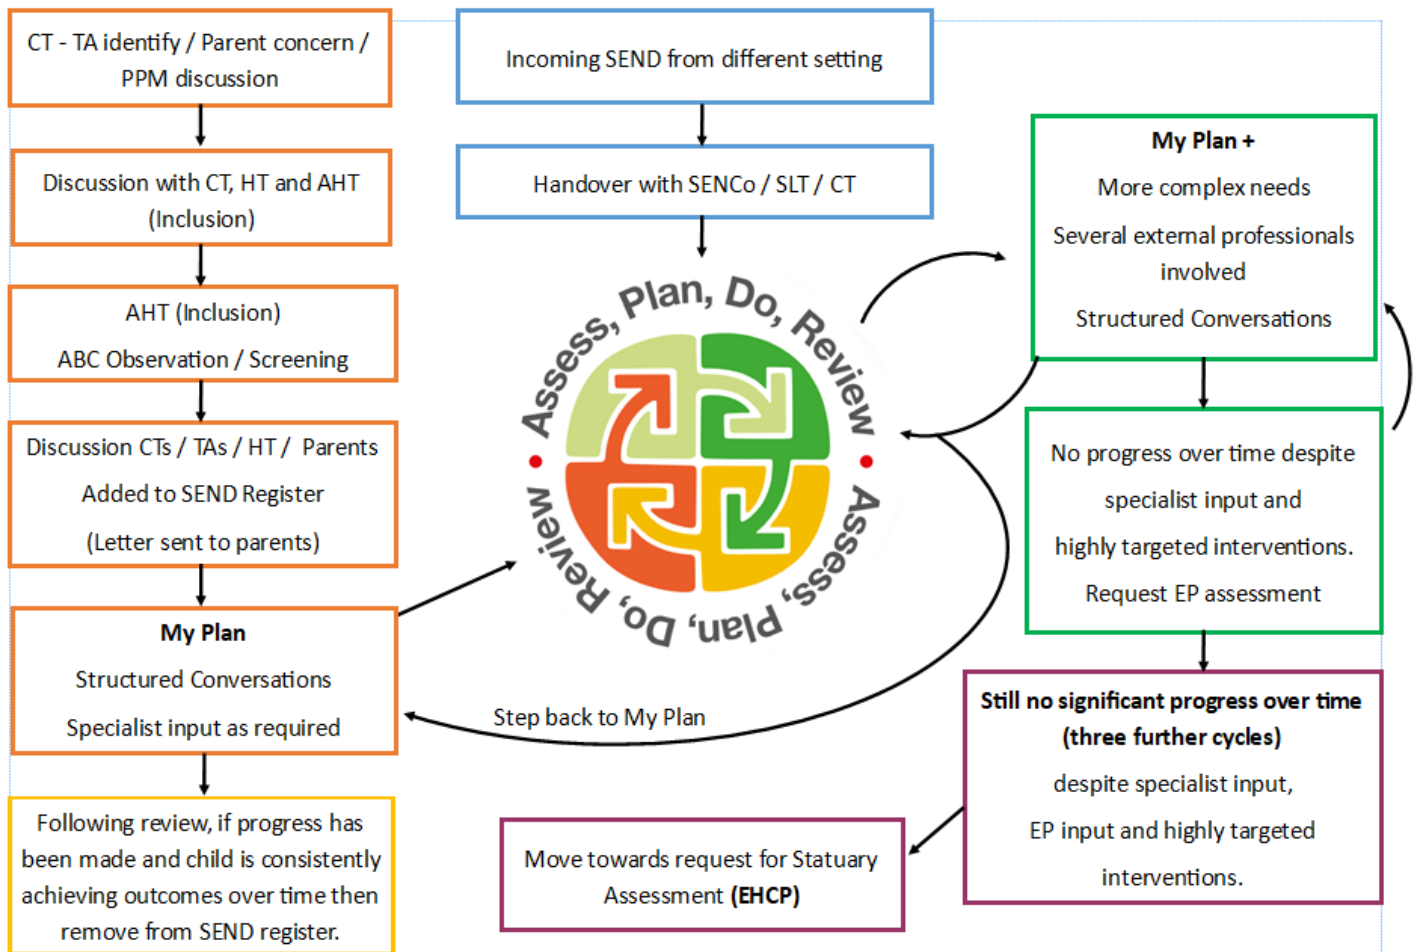 CT - TA identify / Parent concern /
PPM discussion
Discussion with CT, HT and AHT
(Inclusion)
AHT (Inclusion)
ABC Observation / Screening
Discussion CTs / TAs / HT / Parents
Added to SEND Register
(Letter sent to parents)
My Plan
Structured Conversations
Specialist input as required
Following review, if progress has
been made and child is consistently
achieving outcomes over time then
remove from SEND register.
Incoming SEND from different setting
Handover with SENCo / SLT / CT
Assess, Plan, Do, Review
Assess, Plan, Do, Review
Step back to My Plan
My Plan +
More complex needs
Several external professionals
involved
Structured Conversations
No progress over time despite
specialist input and
highly targeted interventions.
Request EP assessment
Still no significant progress over time
(three further cycles)
despite specialist input,
EP input and highly targeted
interventions.
Move towards request for Statuary
Assessment (EHCP)